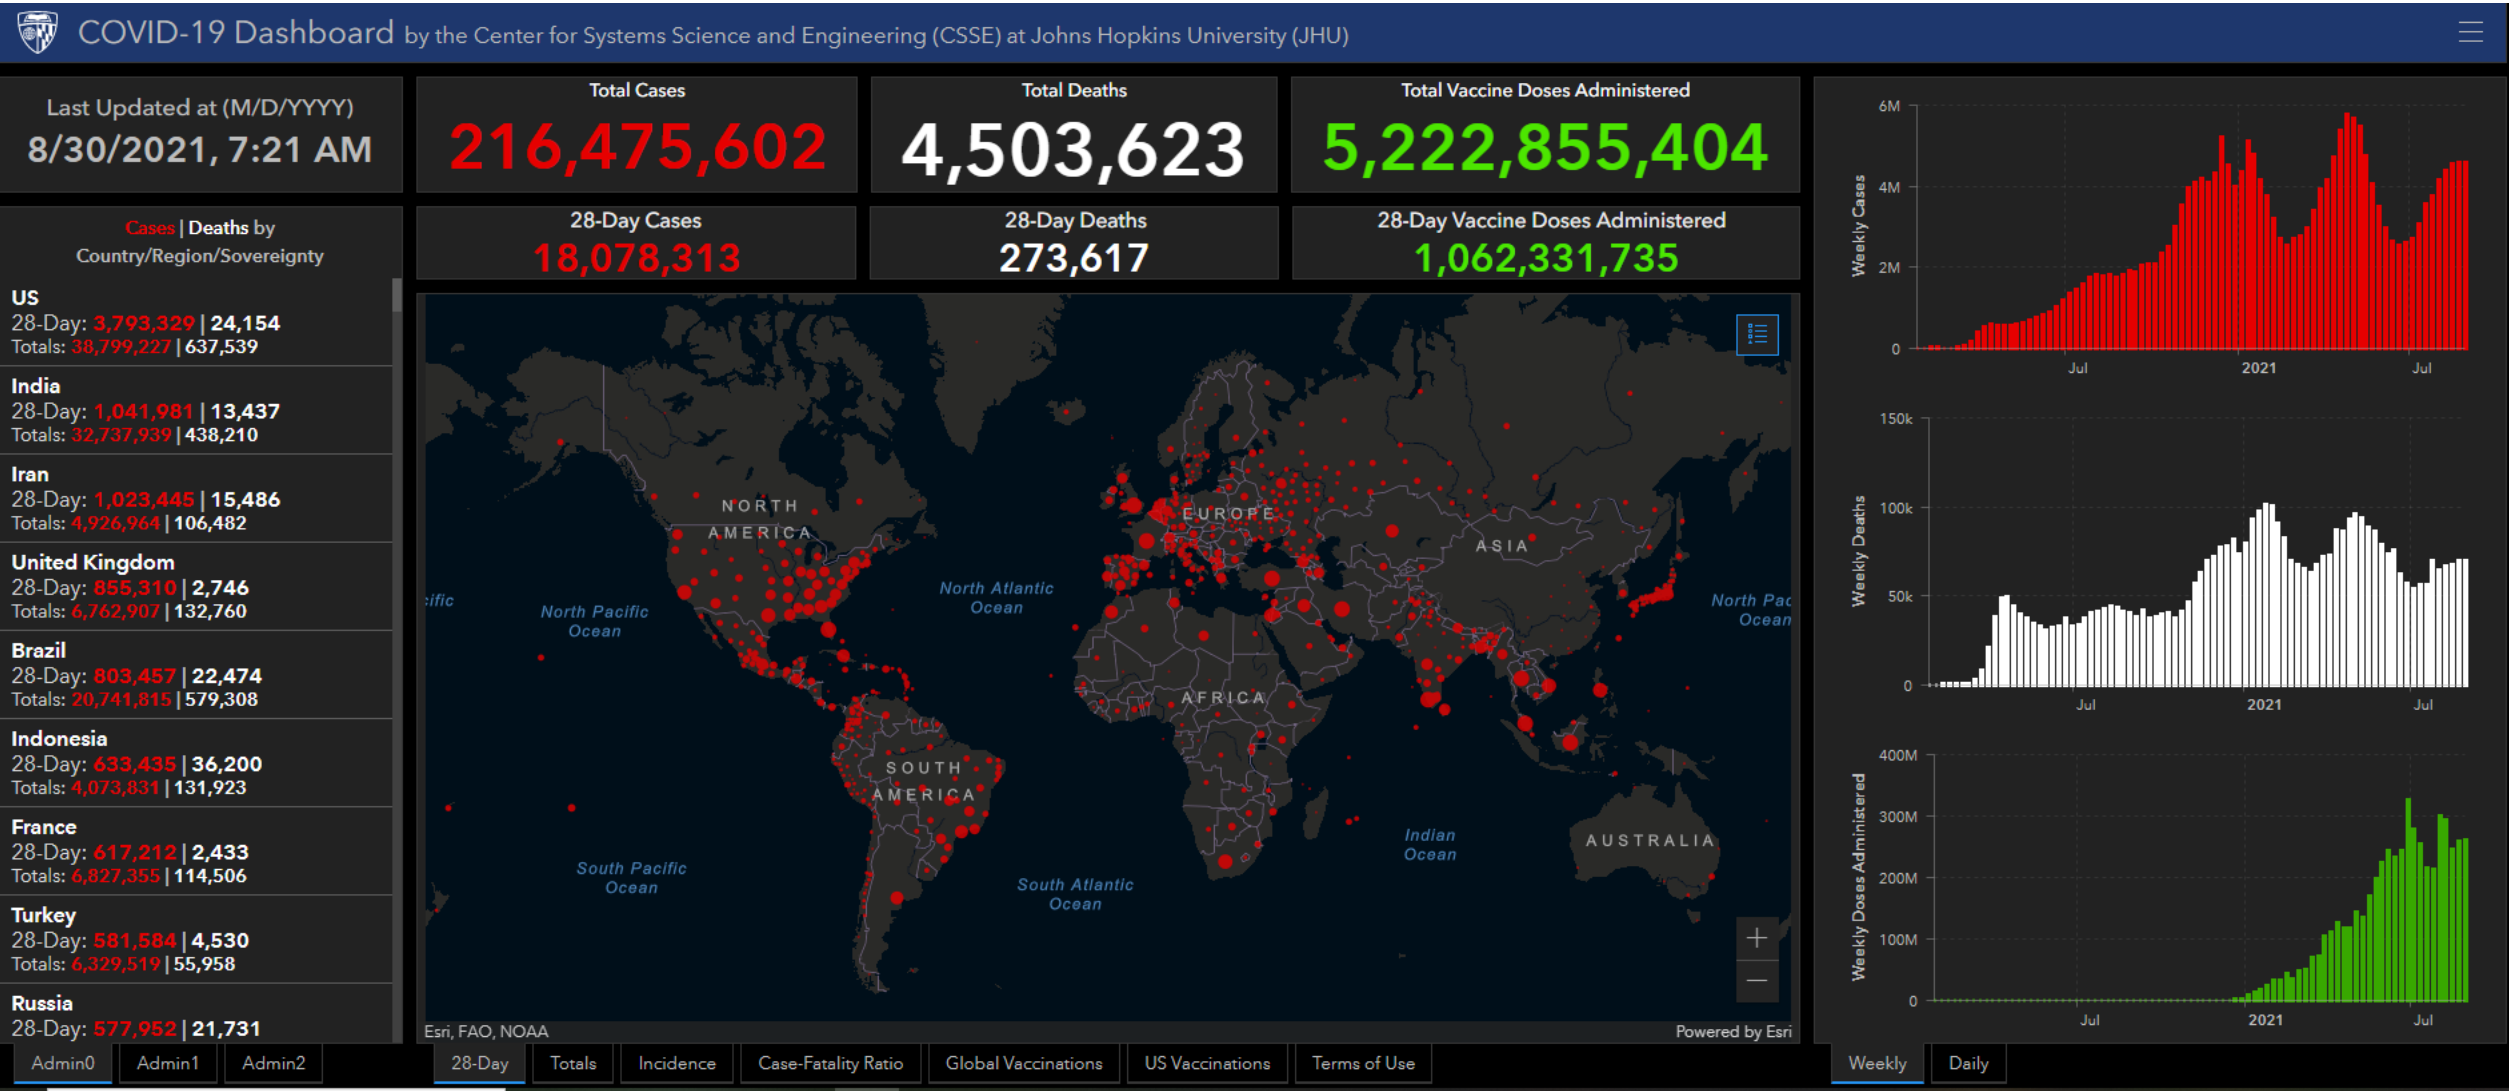 COVID-19 Dashboard by the Center for Systems Science and Engineering (CSSE) at Johns Hopkins University (JHU)
Last Updated at (M/D/YYYY)
8/30/2021, 7:21 AM
Cases | Deaths by
Country/Region/Sovereignty
US
28-Day: 3,793,329 | 24,154
Totals: 38,799,227 | 637,539
India
28-Day: 1,041,981 | 13,437
Totals: 32,737,939 | 438,210
Iran
28-Day: 1,023,445 | 15,486
Totals: 4,926,964 | 106,482
United Kingdom
28-Day: 855,310 | 2,746
Totals: 6,762,907 | 132,760
Brazil
28-Day: 803,457 | 22,474
Totals: 20,741,815 | 579,308
Indonesia
28-Day: 633,435 | 36,200
Totals: 4,073,831 | 131,923
France
28-Day: 617,212 | 2,433
Totals: 6,827,355 | 114,506
Turkey
28-Day: 581,584 | 4,530
Totals: 6,329,519 | 55,958
Russia
28-Day: 577,952 | 21,731
Admin0 Admin1 Admin2
Total Cases
216,475,602
Total Deaths
4,503,623
Total Vaccine Doses Administered
5,222,855,404
28-Day Cases
18,078,313
28-Day Deaths
273,617
28-Day Vaccine Doses Administered
1,062,331,735
NORTH
AMERICA
EUROPE
ASIA
North Atlantic
Ocean
cific
North Pacific
Ocean
North Pac
Ocean
AFRICA
SOUTH
AMERICA
AUSTRALIA
Indian
Ocean
South Pacific
Ocean
South Atlantic
Ocean
Esri, FAO, NOAA
Powered by Esri
28-Day Totals Incidence Case-Fatality Ratio Global Vaccinations US Vaccinations Terms of Use
Weekly Cases
6M
4M
2M
0
Jul 2021 Jul
Weekly Deaths
150k
100k
50k
0
Jul 2021 Jul
Weekly Doses Administered
400M
300M
200M
100M
0
Jul 2021 Jul
Weekly Daily